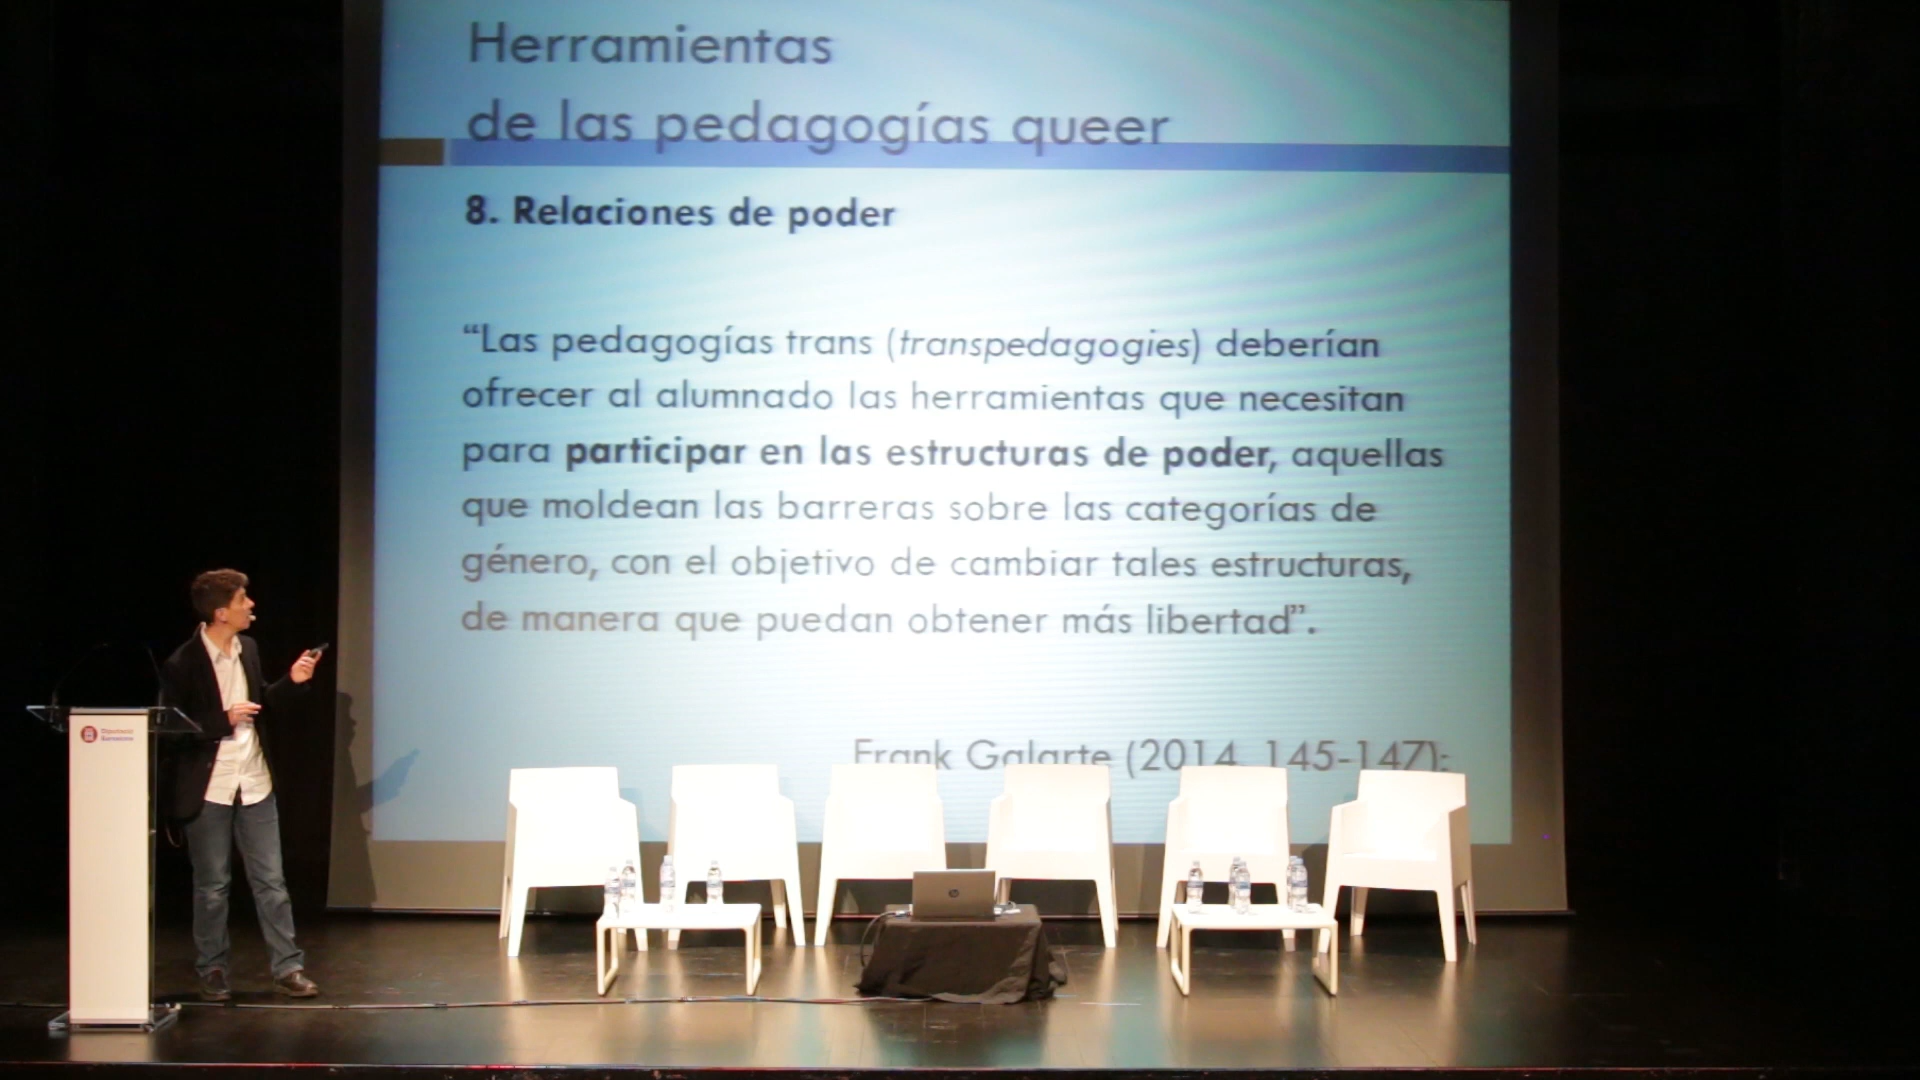 Herramientas
de las pedagogías queer
8. Relaciones de poder
“Las pedagogías trans (transpedagogies) deberían
ofrecer al alumnado las herramientas que necesitan
para participar en las estructuras de poder, aquellas
que moldean las barreras sobre las categorías de
género, con el objetivo de cambiar tales estructuras,
de manera que puedan obtener más libertad”.
Frank Galarte (2014, 145-147):
Diputació
Barcelona